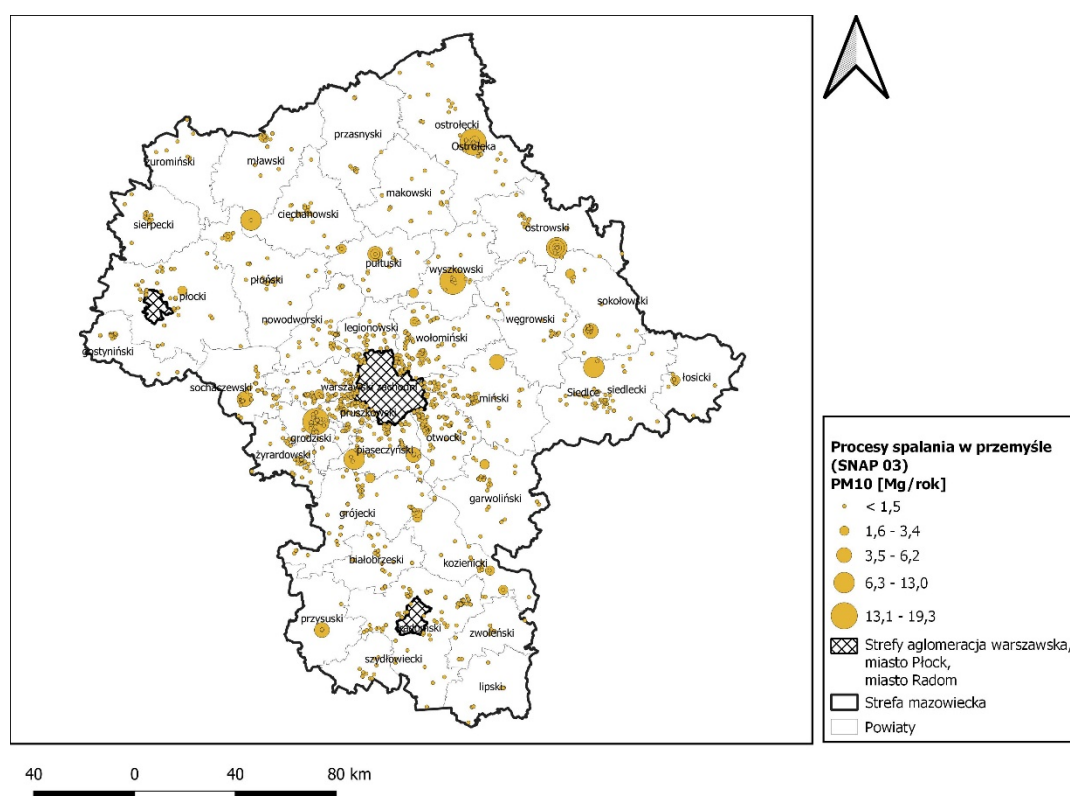 ostrołęcki
Ostrołęka
przasnyski
żuromiński
mławski
makowski
ciechanowski
sierpecki
ostrowski
pułtuski
wyszkowski
płoński
płocki
sokołowski
nowodworski
legionowski
węgrowski
wołomiński
gostyniński
łosicki
sochaczewski
warszawski zachodni
Siedlce
siedlecki
miński
pruszkowski
grodziski
otwocki
piaseczyński
żyrardowski
garwoliński
grójecki
białobrzeski
kozienicki
przysuski
radomski
zwoleński
szydłowiecki
lipski
Procesy spalania w przemyśle
(SNAP 03)
PM10 [Mg/rok]
< 1,5
1,6 - 3,4
3,5 - 6,2
6,3 - 13,0
13,1 - 19,3
Strefy aglomeracja warszawska,
miasto Płock,
miasto Radom
Strefa mazowiecka
Powiaty
40 0 40 80 km